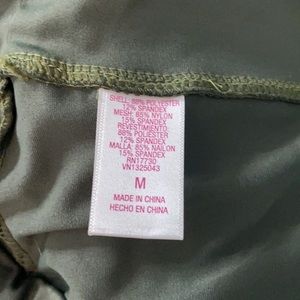 SHELL: 88% POLYESTER
12% SPANDEX
MESH: 85% NYLON
15% SPANDEX
REVESTIMIENTO:
88% POLIÉSTER
12% SPANDEX
MALLA: 85% NAILON
15% SPANDEX
RN17730
VN1325043
M
MADE IN CHINA
HECHO EN CHINA